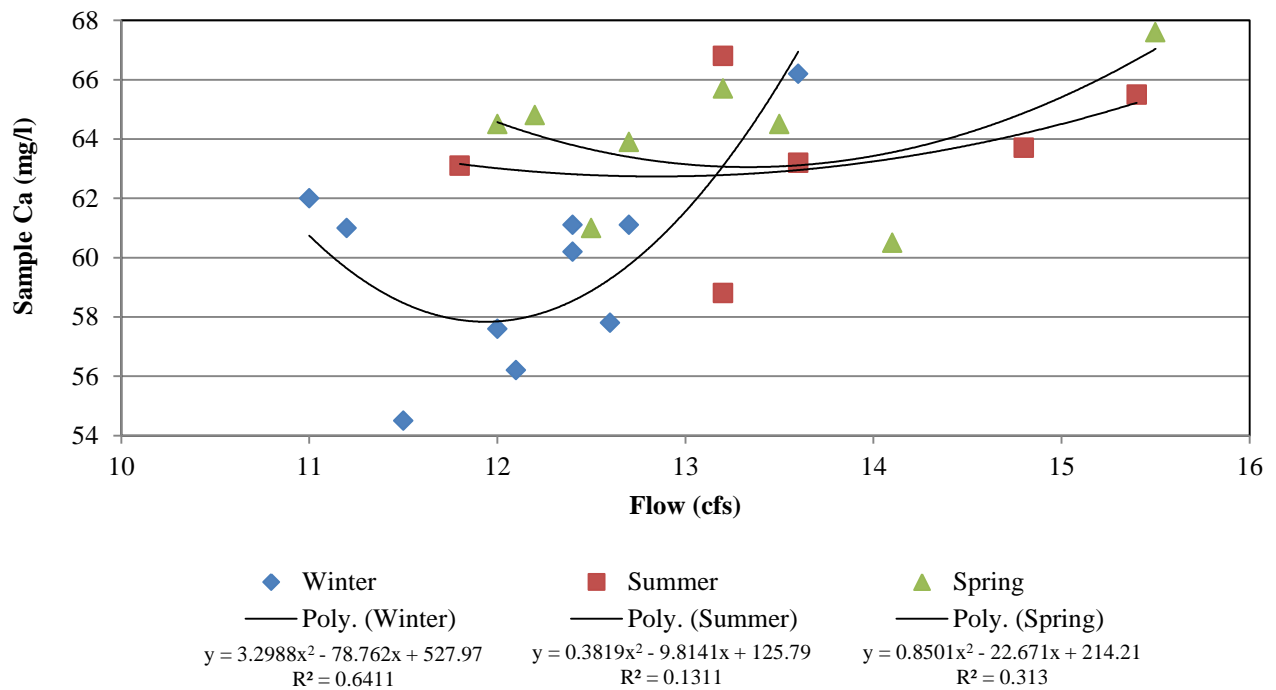 68
66
64
62
60
58
56
54
Sample Ca (mg/l)
10 11 12 13 14 15 16
Flow (cfs)
Winter Summer Spring
Poly. (Winter) Poly. (Summer) Poly. (Spring)
y = 3.2988x² - 78.762x + 527.97 y = 0.3819x² - 9.8141x + 125.79 y = 0.8501x² - 22.671x + 214.21
R² = 0.6411 R² = 0.1311 R² = 0.313